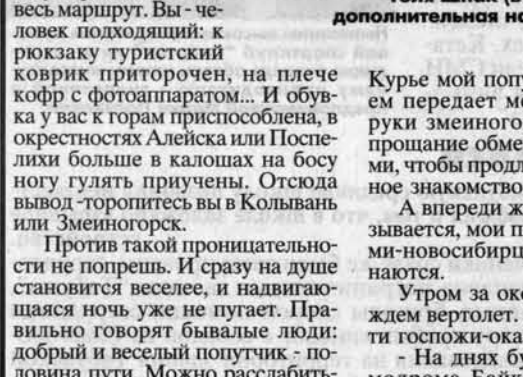 весь маршрут. Вы - че-
ловек подходящий: к
рюкзаку туристский
коврик приторочен, на плече
кофр с фотоаппаратом... И обув-
ка у вас к горам приспособлена, в
окрестностях Алейска или Поспе-
лихи больше в калошах на босу
ногу гулять приучены. Отсюда
вывод -торопитесь вы в Колывань
или Змеиногорск.
Против такой проницательно-
сти не попрешь. И сразу на душе
становится веселее, и надвигаю-
щаяся ночь уже не пугает. Пра-
вильно говорят бывалые люди:
добрый и веселый попутчик - по-
ловина пути. Можно расслабить-
дополнительная на
Курье мой попу
ем передает мо
руки змеиного
прощание обме
ми, чтобы продл
ное знакомство
А впереди ж
зывается, мои п
ми-новосибирц
наются.
Утром за око
ждем вертолет.
ти госпожи-ока
- На днях бу